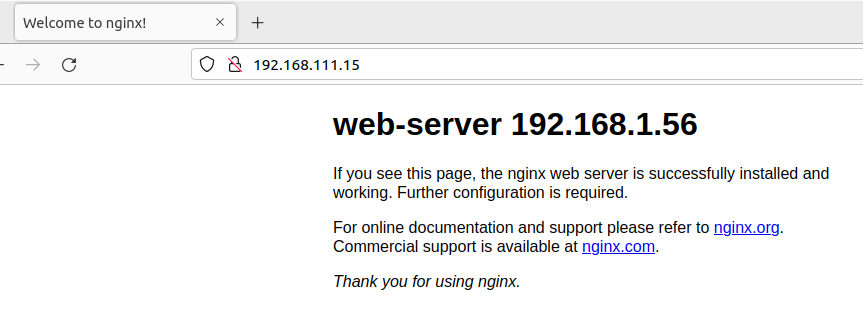 Welcome to nginx!
192.168.111.15
web-server 192.168.1.56
If you see this page, the nginx web server is successfully installed and
working. Further configuration is required.
For online documentation and support please refer to nginx.org.
Commercial support is available at nginx.com.
Thank you for using nginx.